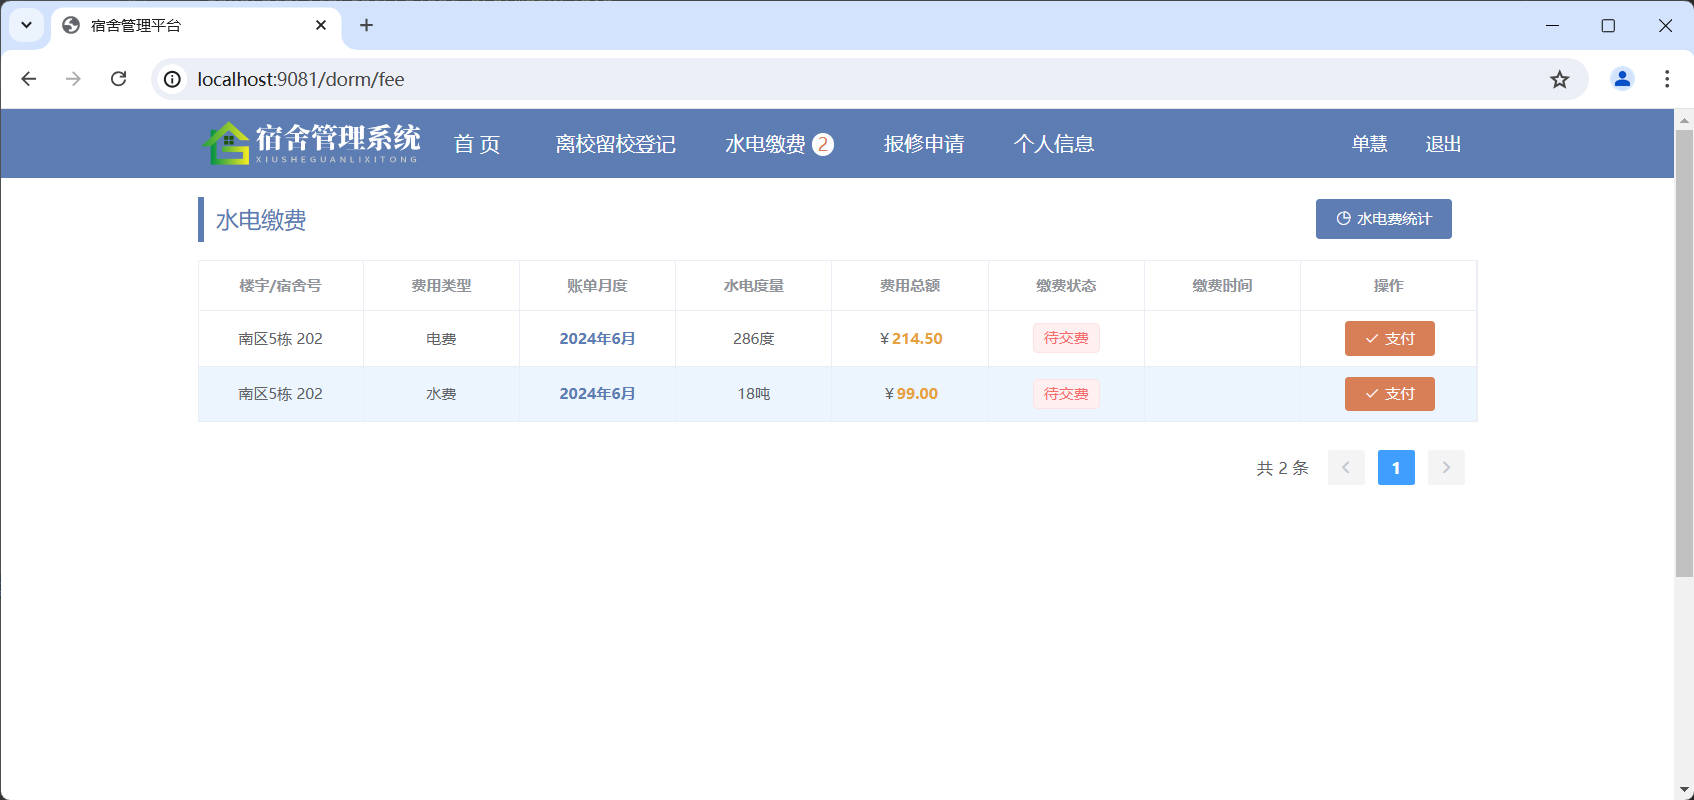 宿舍管理平台
localhost:9081/dorm/fee
宿舍管理系统
XIUSHEGUANLIXITONG
首 页 离校留校登记 水电缴费 2 报修申请 个人信息 单慧 退出
水电缴费
水电费统计
楼宇/宿舍号 费用类型 账单月度 水电度量 费用总额 缴费状态 缴费时间 操作
南区5栋 202 电费 2024年6月 286度 ¥214.50 待交费 支付
南区5栋 202 水费 2024年6月 18吨 ¥99.00 待交费 支付
共 2 条 1